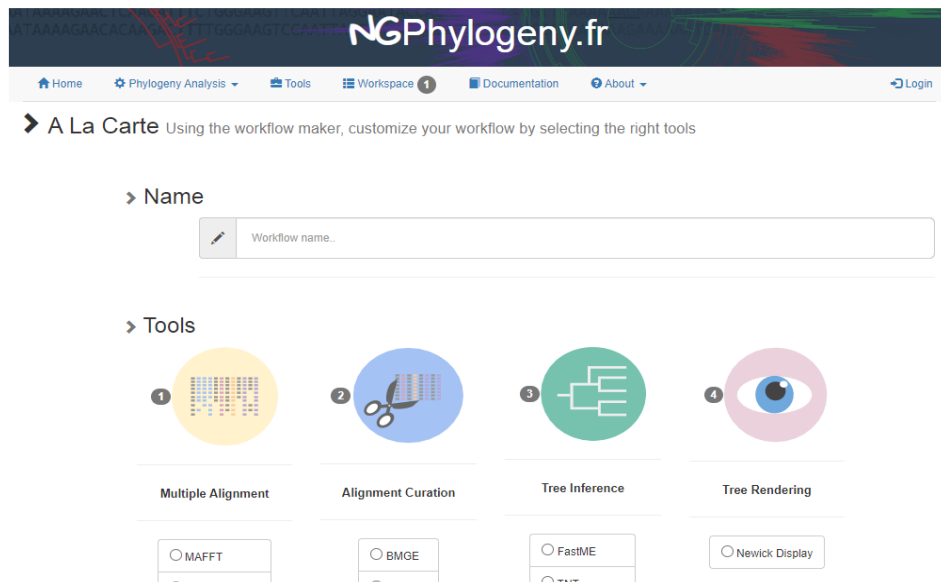 NGPhylogeny.fr
Home Phylogeny Analysis Tools Workspace 1 Documentation About Login
A La Carte Using the workflow maker, customize your workflow by selecting the right tools
Name
Workflow name..
Tools
1 2 3 4
Multiple Alignment Alignment Curation Tree Inference Tree Rendering
MAFFT BMGE FastME Newick Display
TNT